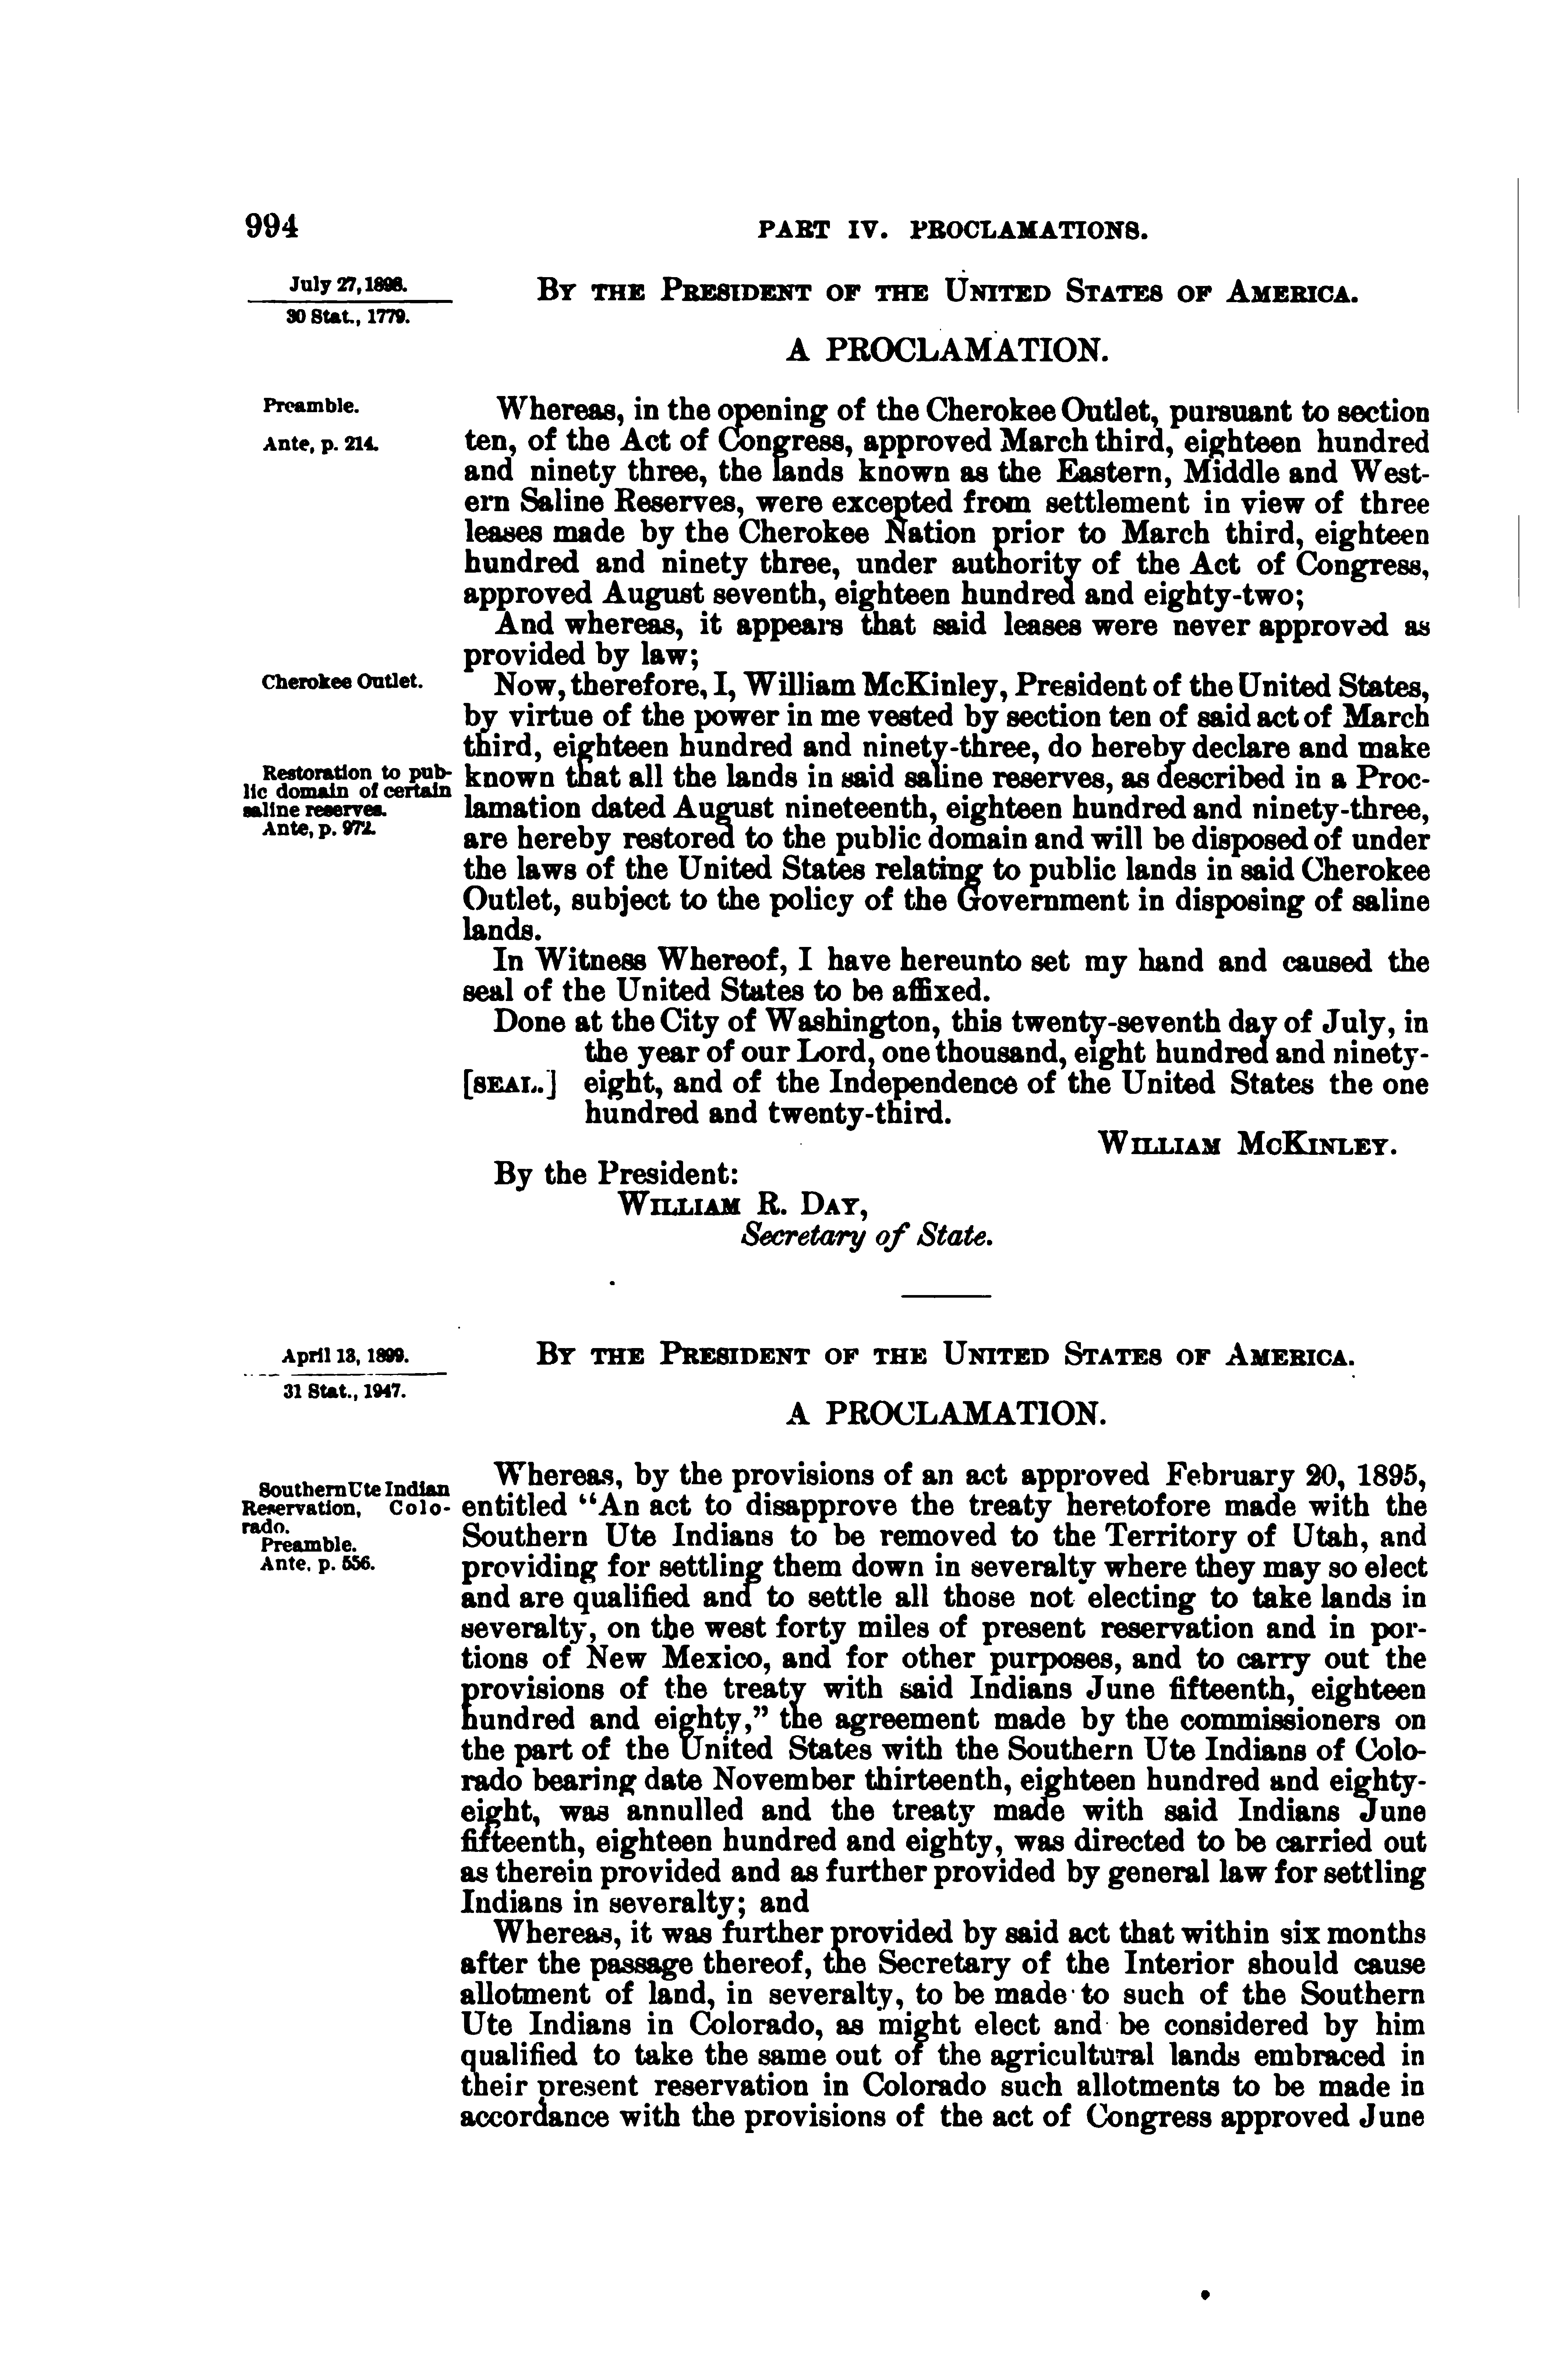 994
PART IV. PROCLAMATIONS.
July 27, 1898.
30 Stat., 1779.
BY THE PRESIDENT OF THE UNITED STATES OF AMERICA.
A PROCLAMATION.
Preamble.
Ante, p. 214.
Whereas, in the opening of the Cherokee Outlet, pursuant to section
ten, of the Act of Congress, approved March third, eighteen hundred
and ninety three, the lands known as the Eastern, Middle and West-
ern Saline Reserves, were excepted from settlement in view of three
leases made by the Cherokee Nation prior to March third, eighteen
hundred and ninety three, under authority of the Act of Congress,
approved August seventh, eighteen hundred and eighty-two;
And whereas, it appears that said leases were never approved as
provided by law;
Cherokee Outlet.
Now, therefore, I, William McKinley, President of the United States,
by virtue of the power in me vested by section ten of said act of March
third, eighteen hundred and ninety-three, do hereby declare and make
Restoration to pub-
lic domain of certain
saline reserves.
Ante, p. 972.
known that all the lands in said saline reserves, as described in a Proc-
lamation dated August nineteenth, eighteen hundred and ninety-three,
are hereby restored to the public domain and will be disposed of under
the laws of the United States relating to public lands in said Cherokee
Outlet, subject to the policy of the Government in disposing of saline
lands.
In Witness Whereof, I have hereunto set my hand and caused the
seal of the United States to be affixed.
Done at the City of Washington, this twenty-seventh day of July, in
the year of our Lord, one thousand, eight hundred and ninety-
[SEAL.] eight, and of the Independence of the United States the one
hundred and twenty-third.
WILLIAM MCKINLEY.
By the President:
WILLIAM R. DAY,
Secretary of State.
April 13, 1899.
31 Stat., 1947.
BY THE PRESIDENT OF THE UNITED STATES OF AMERICA.
A PROCLAMATION.
Southern Ute Indian
Reservation, Colo-
rado.
Preamble.
Ante, p. 556.
Whereas, by the provisions of an act approved February 20, 1895,
entitled "An act to disapprove the treaty heretofore made with the
Southern Ute Indians to be removed to the Territory of Utah, and
providing for settling them down in severalty where they may so elect
and are qualified and to settle all those not electing to take lands in
severalty, on the west forty miles of present reservation and in por-
tions of New Mexico, and for other purposes, and to carry out the
provisions of the treaty with said Indians June fifteenth, eighteen
hundred and eighty," the agreement made by the commissioners on
the part of the United States with the Southern Ute Indians of Colo-
rado bearing date November thirteenth, eighteen hundred and eighty-
eight, was annulled and the treaty made with said Indians June
fifteenth, eighteen hundred and eighty, was directed to be carried out
as therein provided and as further provided by general law for settling
Indians in severalty; and
Whereas, it was further provided by said act that within six months
after the passage thereof, the Secretary of the Interior should cause
allotment of land, in severalty, to be made to such of the Southern
Ute Indians in Colorado, as might elect and be considered by him
qualified to take the same out of the agricultural lands embraced in
their present reservation in Colorado such allotments to be made in
accordance with the provisions of the act of Congress approved June